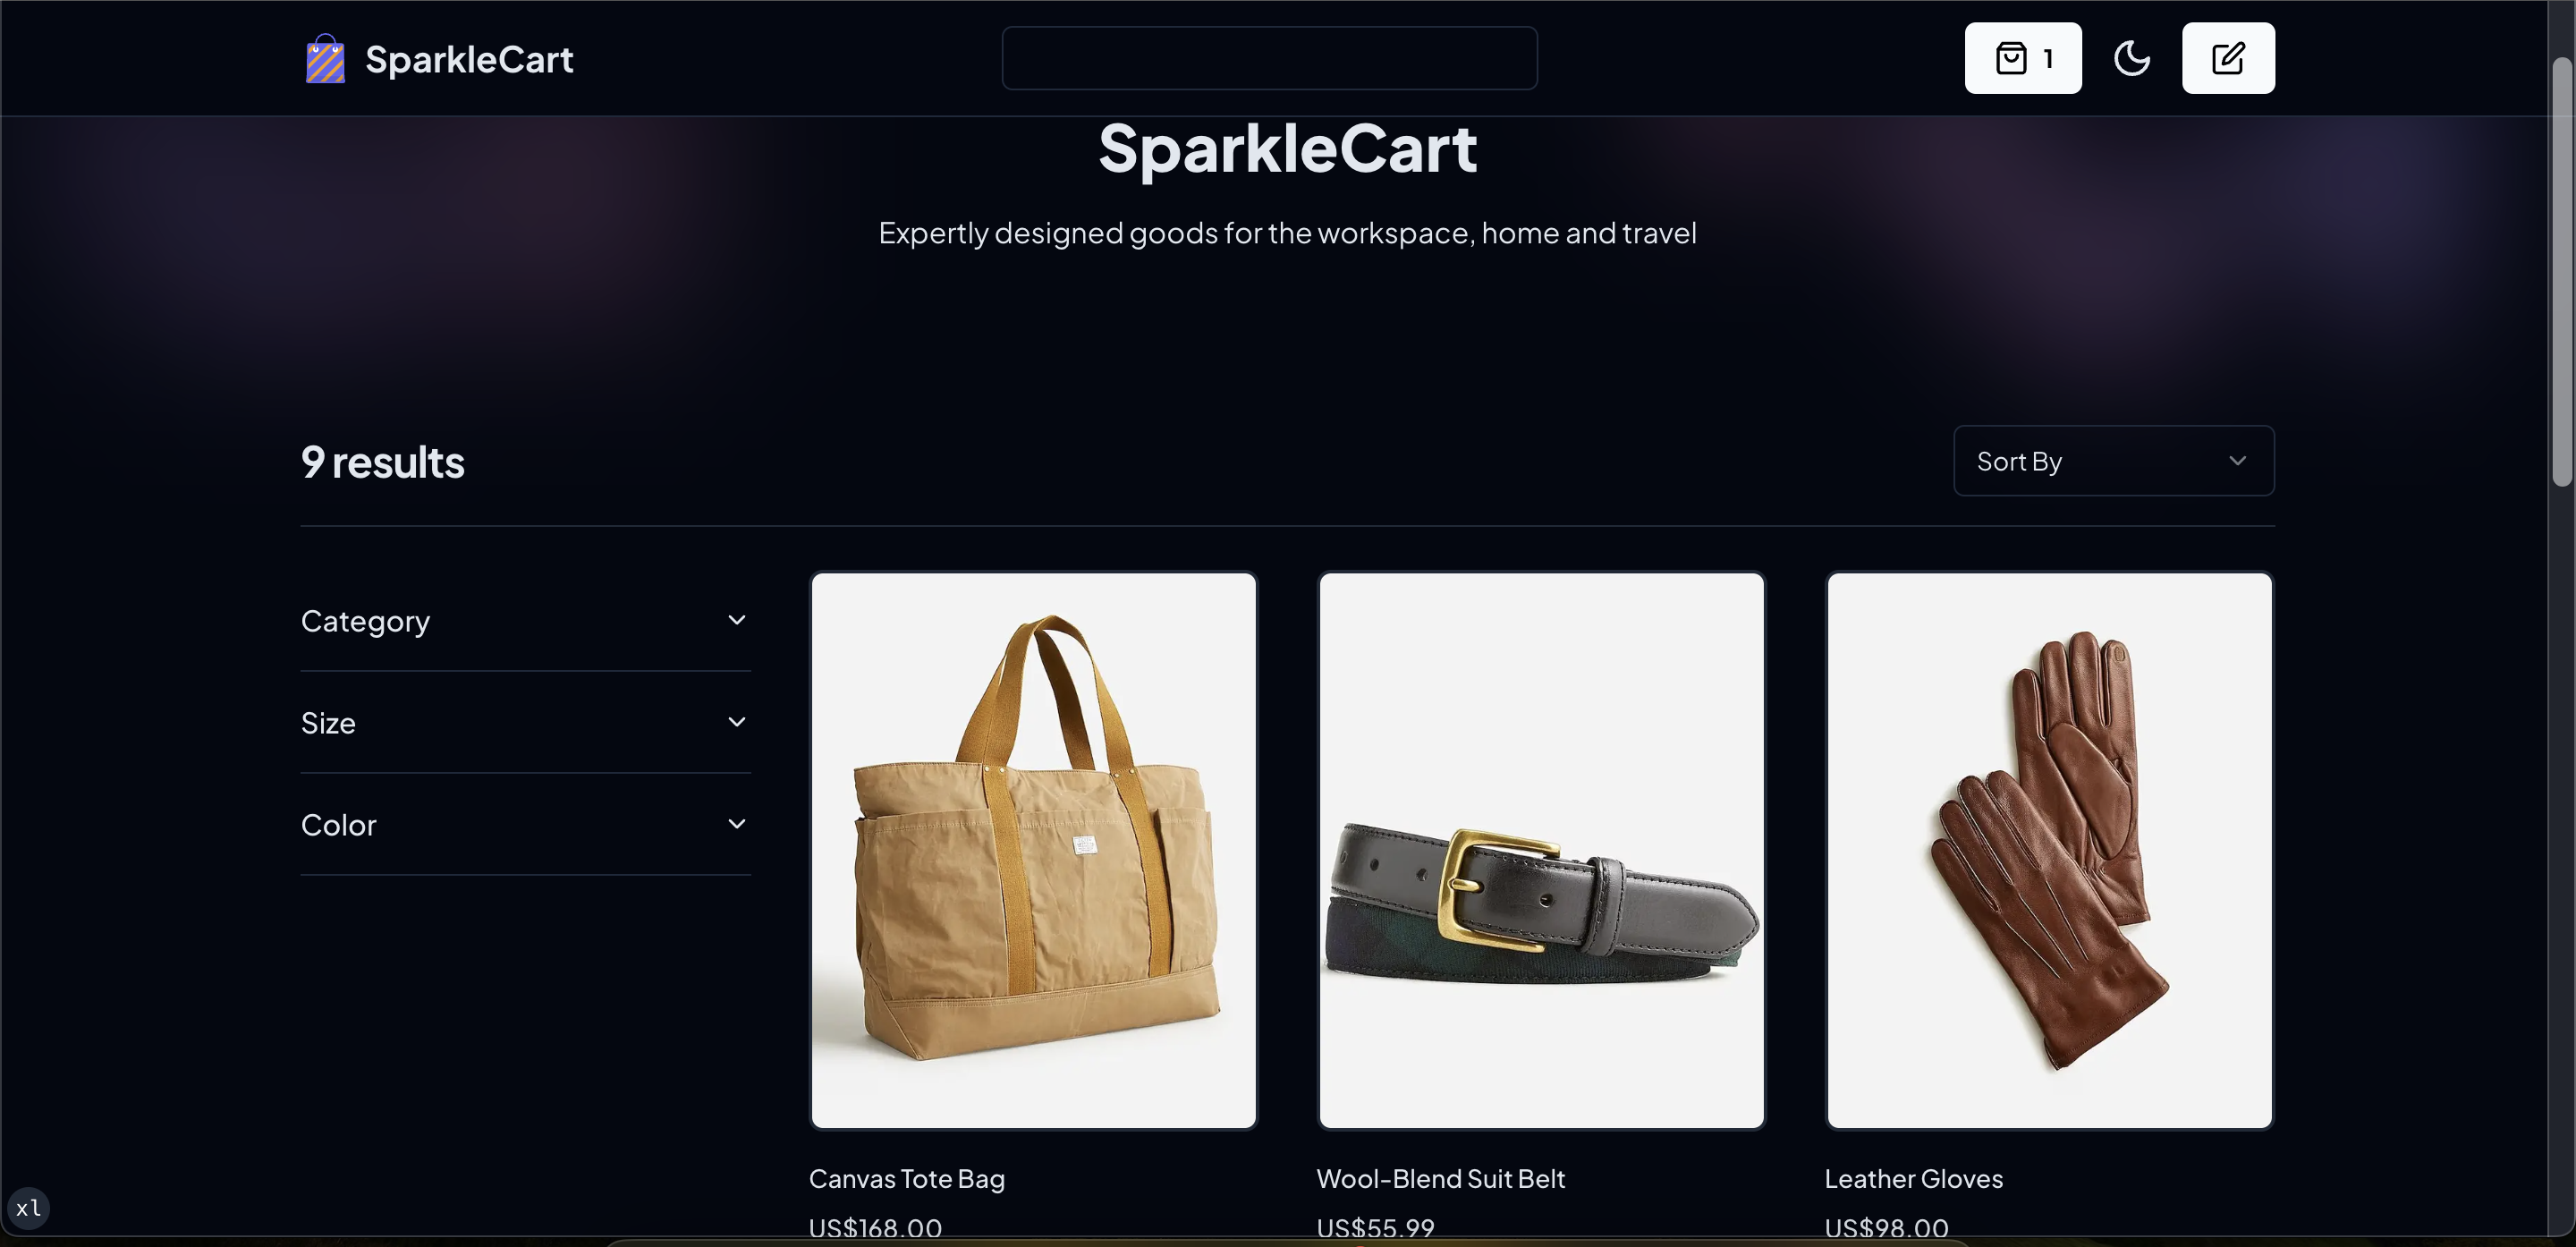 SparkleCart
1
SparkleCart
Expertly designed goods for the workspace, home and travel
9 results
Sort By
Category
Size
Color
Canvas Tote Bag
Wool-Blend Suit Belt
Leather Gloves
US$168.00
US$55.99
US$98.00
xl